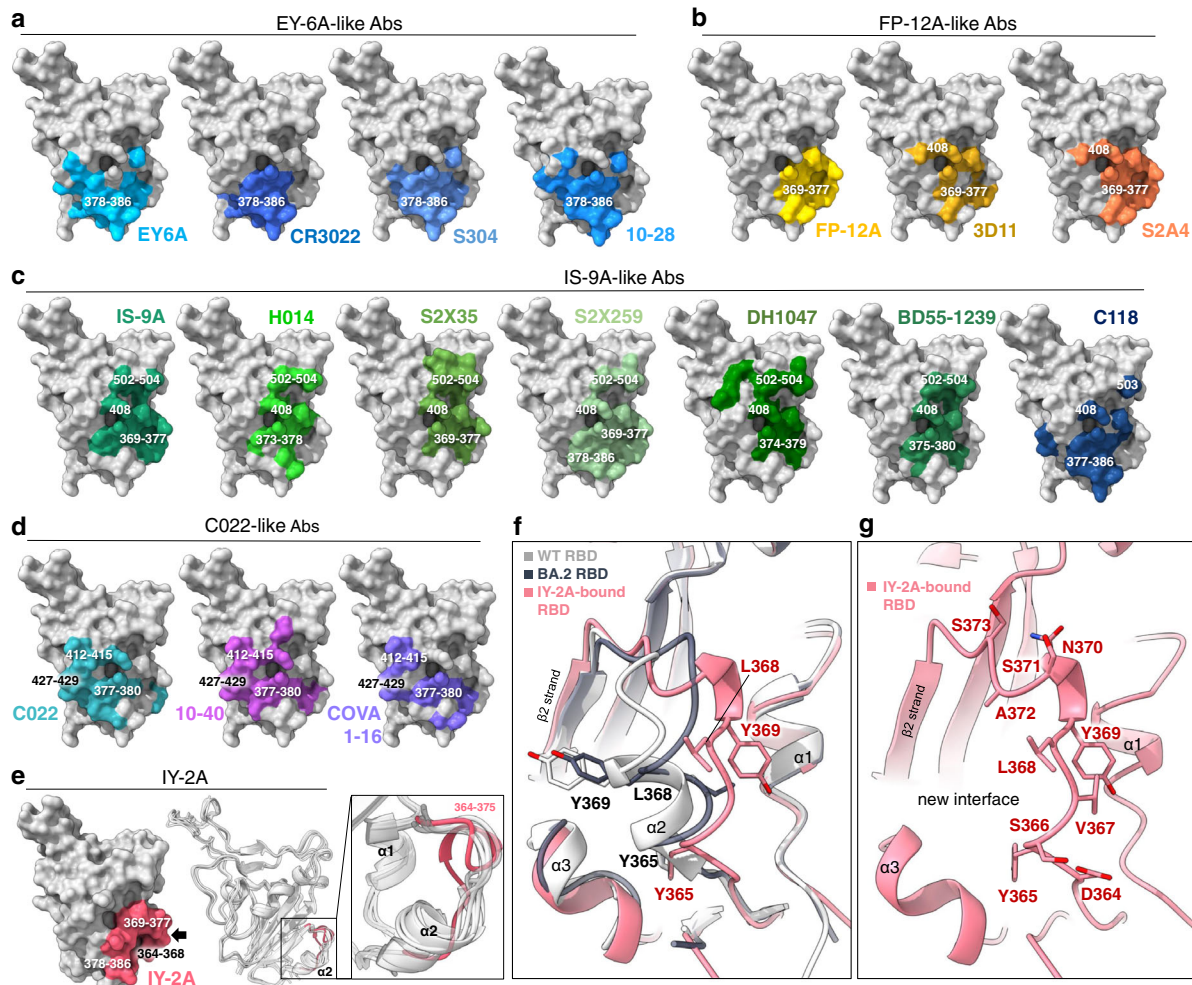 a
EY-6A-like Abs
378-386
EY6A
378-386
CR3022
378-386
S304
378-386
10-28
b
FP-12A-like Abs
369-377
FP-12A
408
369-377
3D11
408
369-377
S2A4
c
IS-9A-like Abs
IS-9A
502-504
408
369-377
H014
502-504
408
373-378
S2X35
502-504
408
369-377
S2X259
502-504
369-377
378-386
DH1047
502-504
408
374-379
BD55-1239
502-504
408
375-380
C118
503
408
377-386
d
C022-like Abs
412-415
427-429
377-380
C022
412-415
427-429
377-380
10-40
412-415
427-429
377-380
COVA
1-16
e
IY-2A
369-377
364-368
378-386
IY-2A
α2
364-375
α1
α2
f
WT RBD
BA.2 RBD
IY-2A-bound
RBD
β2 strand
L368
Y369
α1
Y369
L368
α2
α3
Y365
Y365
g
IY-2A-bound
RBD
S373
N370
S371
β2 strand
A372
Y369
α1
L368
new interface
S366
V367
α3
Y365
D364